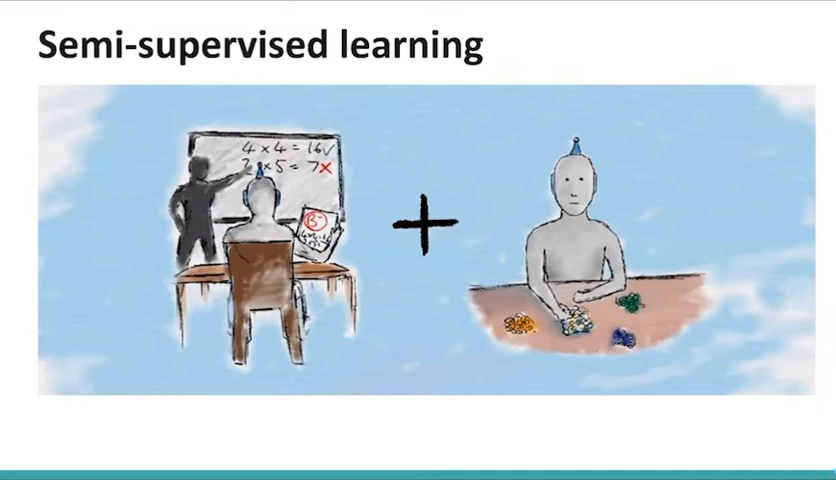 Semi-supervised learning
4 x 4 = 16 ✓
x 5 = 7 x
B-
+